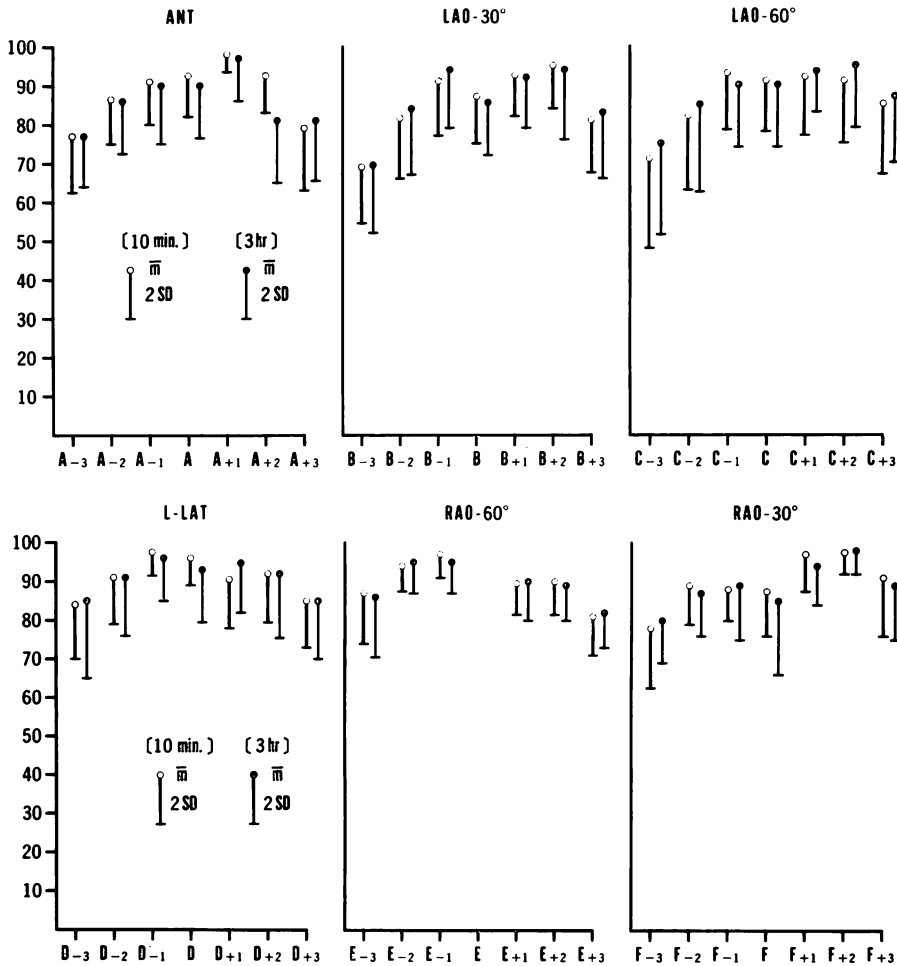 ANT LAO-30° LAO-60°
100
90
80
70
60
50
40
30
20
10
(10 min.) (3 hr)
m̅ m̅
2 SD 2 SD
A−3 A−2 A−1 A A+1 A+2 A+3 B−3 B−2 B−1 B B+1 B+2 B+3 C−3 C−2 C−1 C C+1 C+2 C+3
L-LAT RAO-60° RAO-30°
100
90
80
70
60
50
40
30
20
10
(10 min.) (3 hr)
m̅ m̅
2 SD 2 SD
D−3 D−2 D−1 D D+1 D+2 D+3 E−3 E−2 E−1 E E+1 E+2 E+3 F−3 F−2 F−1 F F+1 F+2 F+3